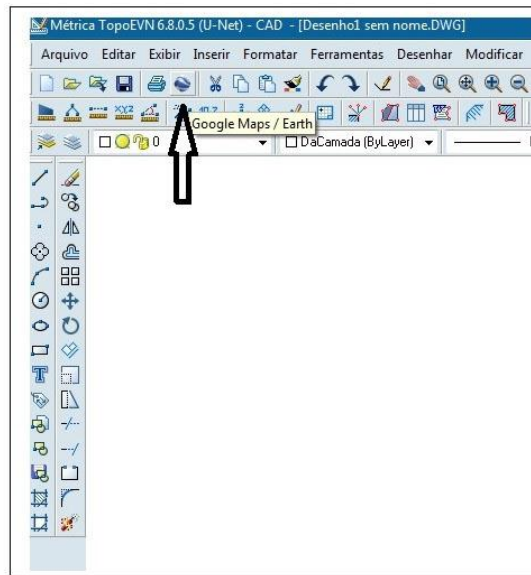 Métrica TopoEVN 6.8.0.5 (U-Net) - CAD - [Desenho1 sem nome.DWG]
Arquivo Editar Exibir Inserir Formatar Ferramentas Desenhar Modificar
XYZ
Google Maps / Earth
0 DaCamada (ByLayer)
T